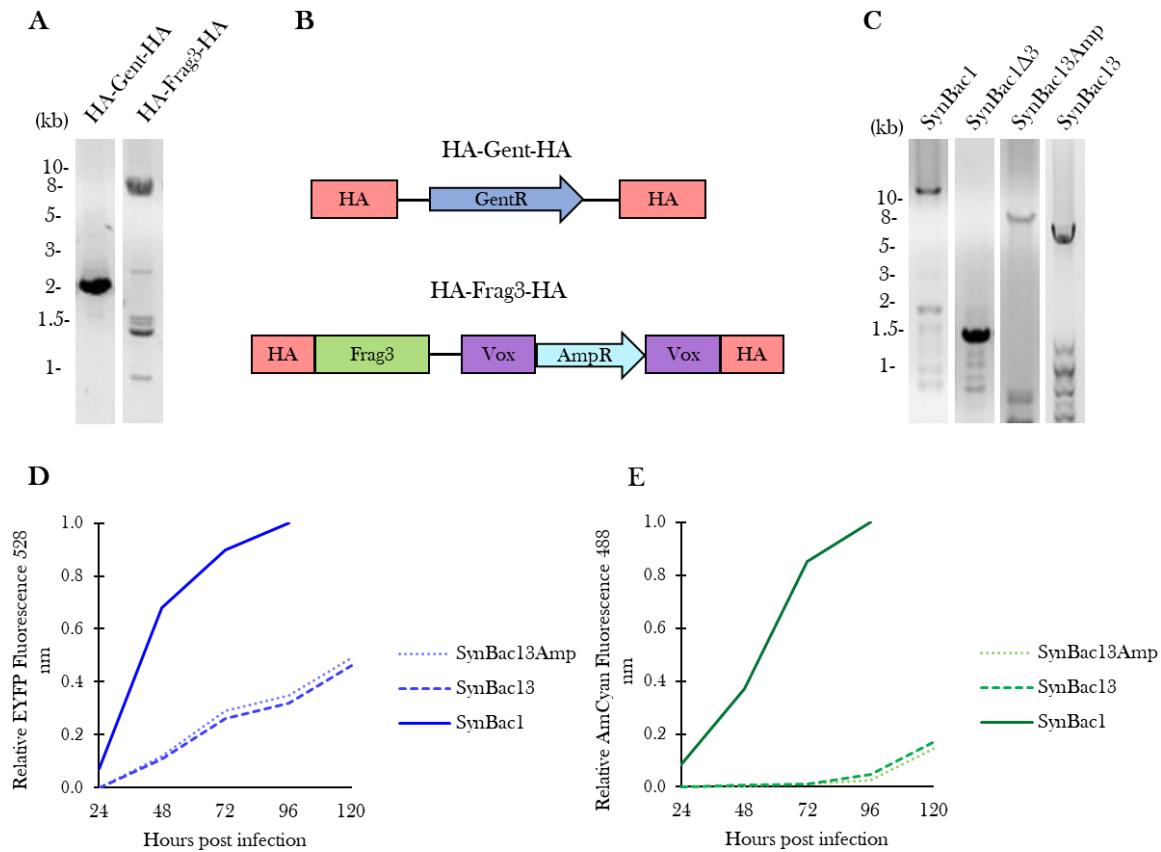 A
B
C
HA-Gent-HA
HA-Frag3-HA
(kb)
10-
8-
5-
3-
2-
1.5-
1-
HA-Gent-HA
HA
GentR
HA
HA-Frag3-HA
HA
Frag3
Vox
AmpR
Vox
HA
SynBac1
SynBac1Δ3
SynBac13Amp
SynBac13
(kb)
10-
8-
5-
3-
2-
1.5-
1-
D
Relative EYFP Fluorescence 528
nm
1.0
0.8
0.6
0.4
0.2
0.0
24 48 72 96 120
Hours post infection
SynBac13Amp
SynBac13
SynBac1
E
Relative AmCyan Fluorescence 488
nm
1.0
0.8
0.6
0.4
0.2
0.0
24 48 72 96 120
Hours post infection
SynBac13Amp
SynBac13
SynBac1